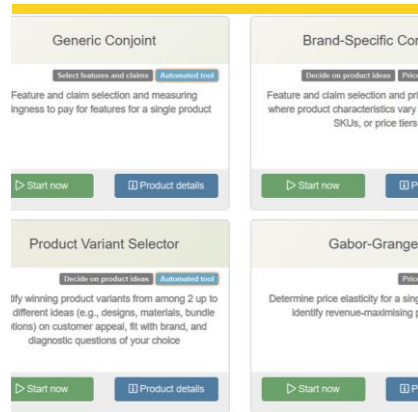 Generic Conjoint
Select features and claims Automated tool
Feature and claim selection and measuring
ingness to pay for features for a single product
Start now Product details
Brand-Specific Con
Decide on product ideas Price
Feature and claim selection and pri
where product characteristics vary
SKUs, or price tiers
Start now P
Product Variant Selector
Decide on product ideas Automated tool
tify winning product variants from among 2 up to
different ideas (e.g., designs, materials, bundle
tions) on customer appeal, fit with brand, and
diagnostic questions of your choice
Start now Product details
Gabor-Grange
Price
Determine price elasticity for a sing
identify revenue-maximising p
Start now P